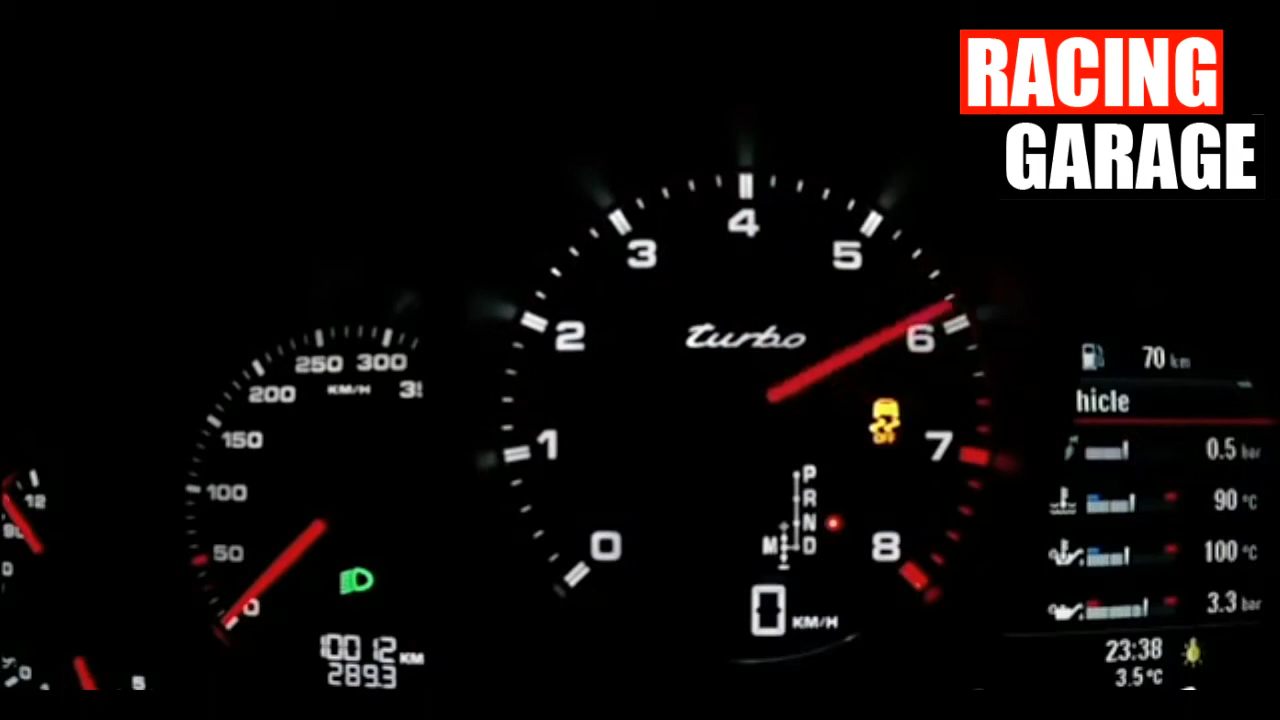 RACING
GARAGE
0
1
2
3
4
5
6
7
8
turbo
P
R
N
M D
0 KM/H
0
50
100
150
200
250
300
KM/H
10012 KM
289.3
12
5
70 km
hicle
0.5 bar
90 °C
100 °C
3.3 bar
23:38
3.5 °C
OFF